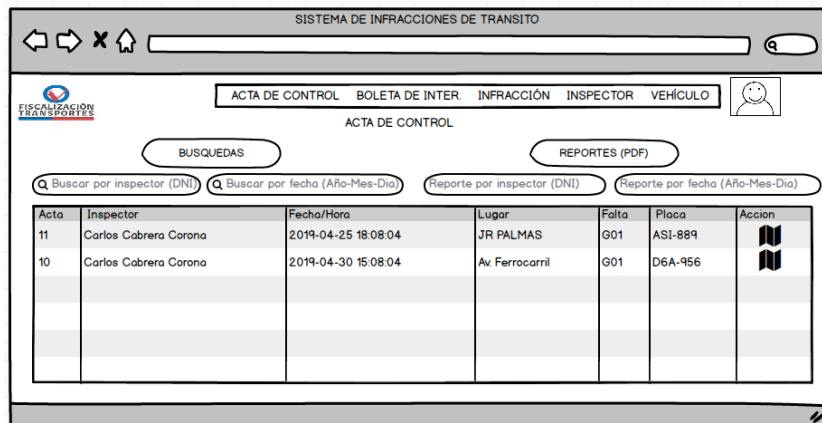 SISTEMA DE INFRACCIONES DE TRANSITO
FISCALIZACIÓN
TRANSPORTES
ACTA DE CONTROL BOLETA DE INTER. INFRACCIÓN INSPECTOR VEHÍCULO
ACTA DE CONTROL
BUSQUEDAS REPORTES (PDF)
Buscar por inspector (DNI) Buscar por fecha (Año-Mes-Dia) Reporte por inspector (DNI) Reporte por fecha (Año-Mes-Dia)
Acta Inspector Fecha/Hora Lugar Falta Placa Accion
11 Carlos Cabrera Corona 2019-04-25 18:08:04 JR PALMAS G01 ASI-889
10 Carlos Cabrera Corona 2019-04-30 15:08:04 Av. Ferrocarril G01 D6A-956